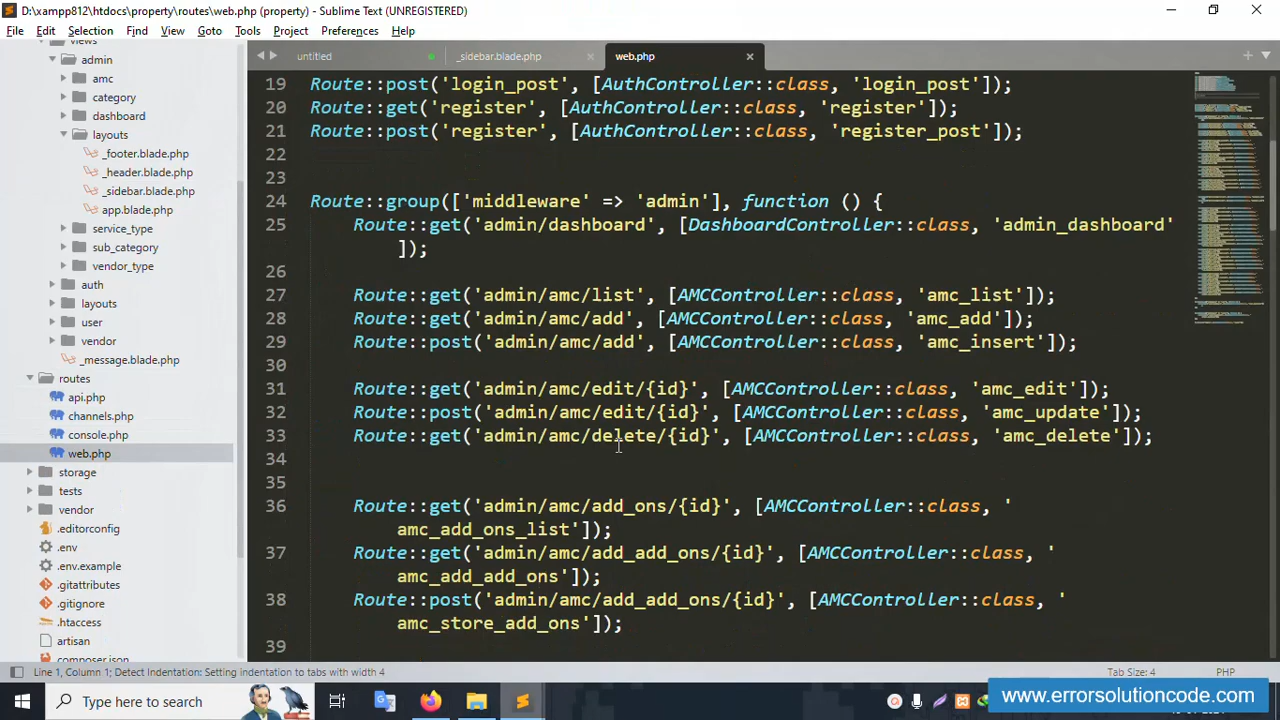 D:\xampp812\htdocs\property\routes\web.php (property) - Sublime Text (UNREGISTERED)
File Edit Selection Find View Goto Tools Project Preferences Help
views
admin
amc
category
dashboard
layouts
_footer.blade.php
_header.blade.php
_sidebar.blade.php
app.blade.php
service_type
sub_category
vendor_type
auth
layouts
user
vendor
_message.blade.php
routes
api.php
channels.php
console.php
web.php
storage
tests
vendor
.editorconfig
.env
.env.example
.gitattributes
.gitignore
.htaccess
artisan
composer.json
untitled _sidebar.blade.php web.php
19 Route::post('login_post', [AuthController::class, 'login_post']);
20 Route::get('register', [AuthController::class, 'register']);
21 Route::post('register', [AuthController::class, 'register_post']);
22
23
24 Route::group(['middleware' => 'admin'], function () {
25 Route::get('admin/dashboard', [DashboardController::class, 'admin_dashboard'
]);
26
27 Route::get('admin/amc/list', [AMCController::class, 'amc_list']);
28 Route::get('admin/amc/add', [AMCController::class, 'amc_add']);
29 Route::post('admin/amc/add', [AMCController::class, 'amc_insert']);
30
31 Route::get('admin/amc/edit/{id}', [AMCController::class, 'amc_edit']);
32 Route::post('admin/amc/edit/{id}', [AMCController::class, 'amc_update']);
33 Route::get('admin/amc/delete/{id}', [AMCController::class, 'amc_delete']);
34
35
36 Route::get('admin/amc/add_ons/{id}', [AMCController::class, '
amc_add_ons_list']);
37 Route::get('admin/amc/add_add_ons/{id}', [AMCController::class, '
amc_add_add_ons']);
38 Route::post('admin/amc/add_add_ons/{id}', [AMCController::class, '
amc_store_add_ons']);
39
Line 1, Column 1; Detect Indentation: Setting indentation to tabs with width 4
Tab Size: 4 PHP
Type here to search
www.errorsolutioncode.com